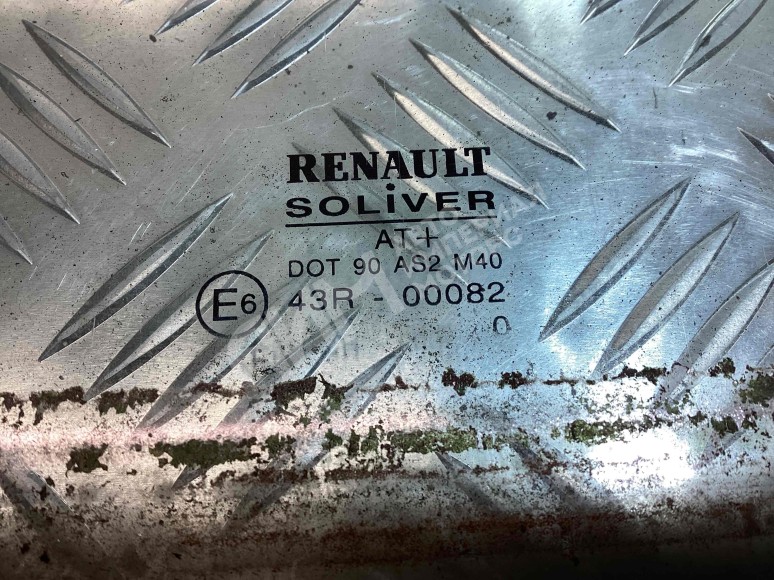 RENAULT
SOLiVER
AT+
DOT 90 AS2 M40
E6 43R - 00082
0